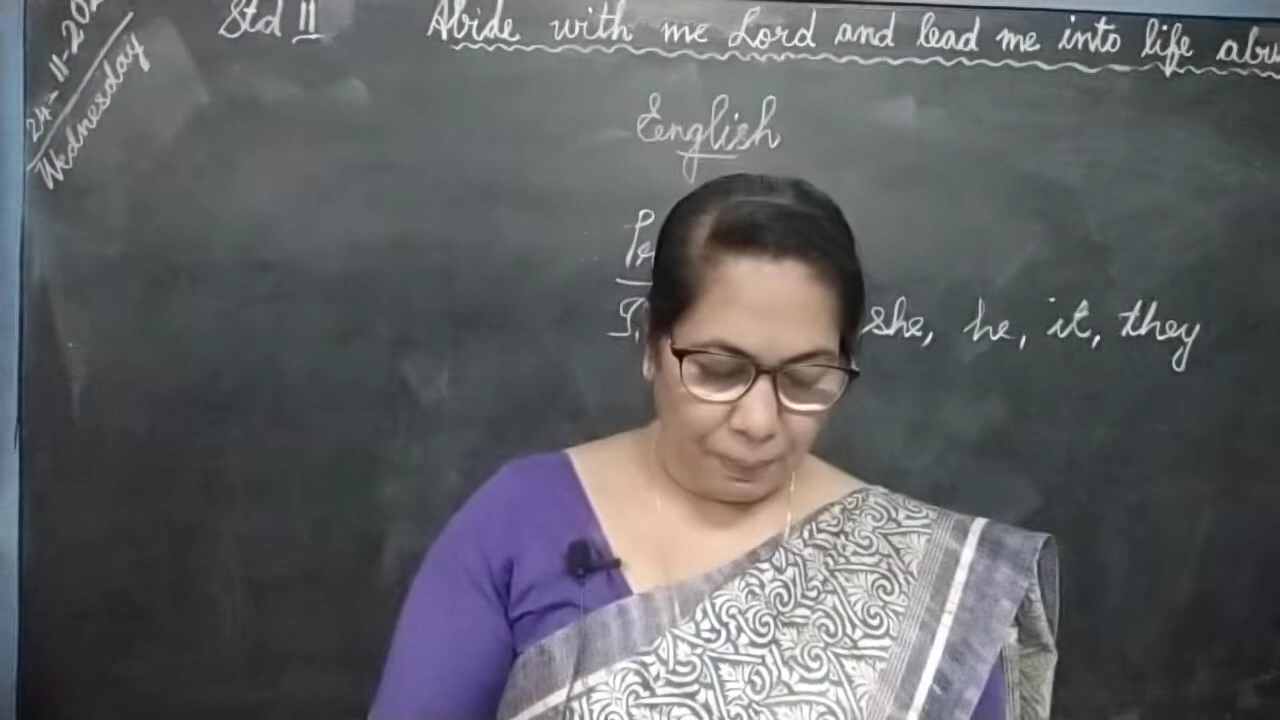 24-11-202
Wednesday
Std II
Abide with me Lord and lead me into life abu
English
Pe
I, she, he, it, they